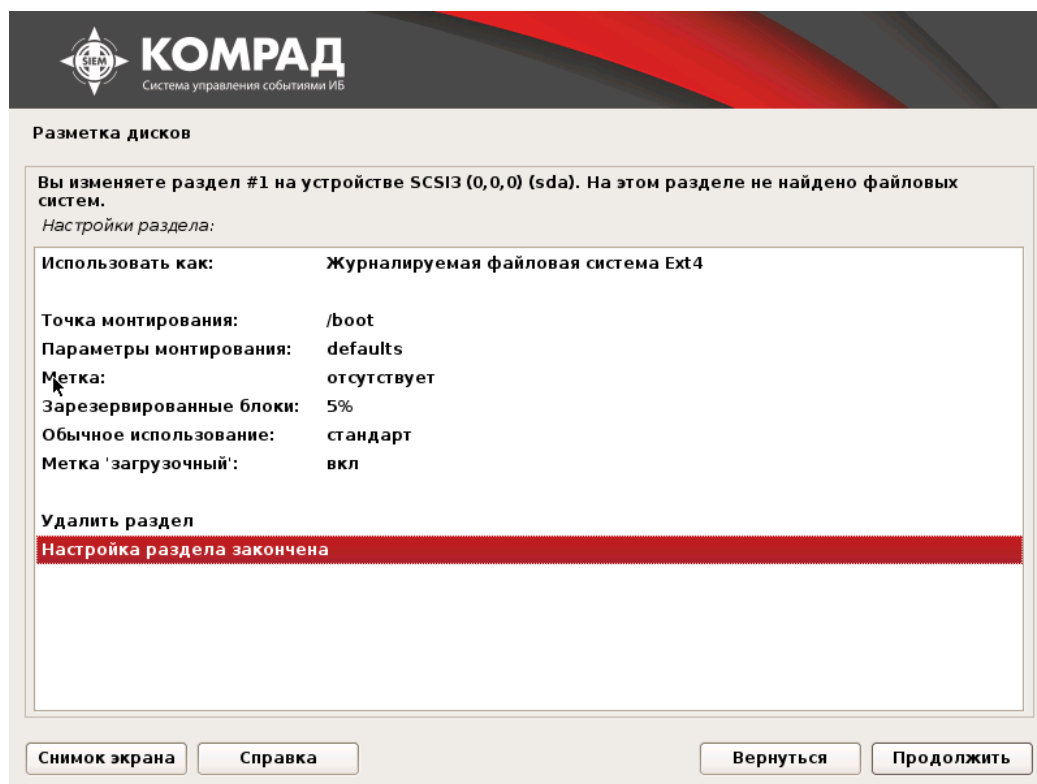 SIEM
КОМРАД
Система управления событиями ИБ
Разметка дисков
Вы изменяете раздел #1 на устройстве SCSI3 (0,0,0) (sda). На этом разделе не найдено файловых
систем.
Настройки раздела:
Использовать как: Журналируемая файловая система Ext4
Точка монтирования: /boot
Параметры монтирования: defaults
Метка: отсутствует
Зарезервированные блоки: 5%
Обычное использование: стандарт
Метка 'загрузочный': вкл
Удалить раздел
Настройка раздела закончена
Снимок экрана Справка Вернуться Продолжить